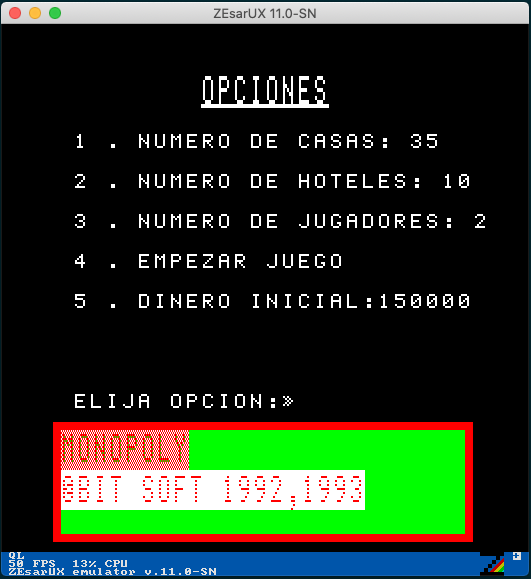 ZEsarUX 11.0-SN
OPCIONES
1 . NUMERO DE CASAS: 35
2 . NUMERO DE HOTELES: 10
3 . NUMERO DE JUGADORES: 2
4 . EMPEZAR JUEGO
5 . DINERO INICIAL:150000
ELIJA OPCION:»
MONOPOLY
@BIT SOFT 1992,1993
QL
50 FPS 13% CPU
ZEsarUX emulator v.11.0-SN